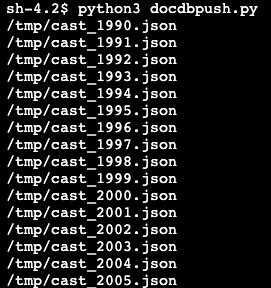 sh-4.2$ python3 docdbpush.py
/tmp/cast_1990.json
/tmp/cast_1991.json
/tmp/cast_1992.json
/tmp/cast_1993.json
/tmp/cast_1994.json
/tmp/cast_1995.json
/tmp/cast_1996.json
/tmp/cast_1997.json
/tmp/cast_1998.json
/tmp/cast_1999.json
/tmp/cast_2000.json
/tmp/cast_2001.json
/tmp/cast_2002.json
/tmp/cast_2003.json
/tmp/cast_2004.json
/tmp/cast_2005.json